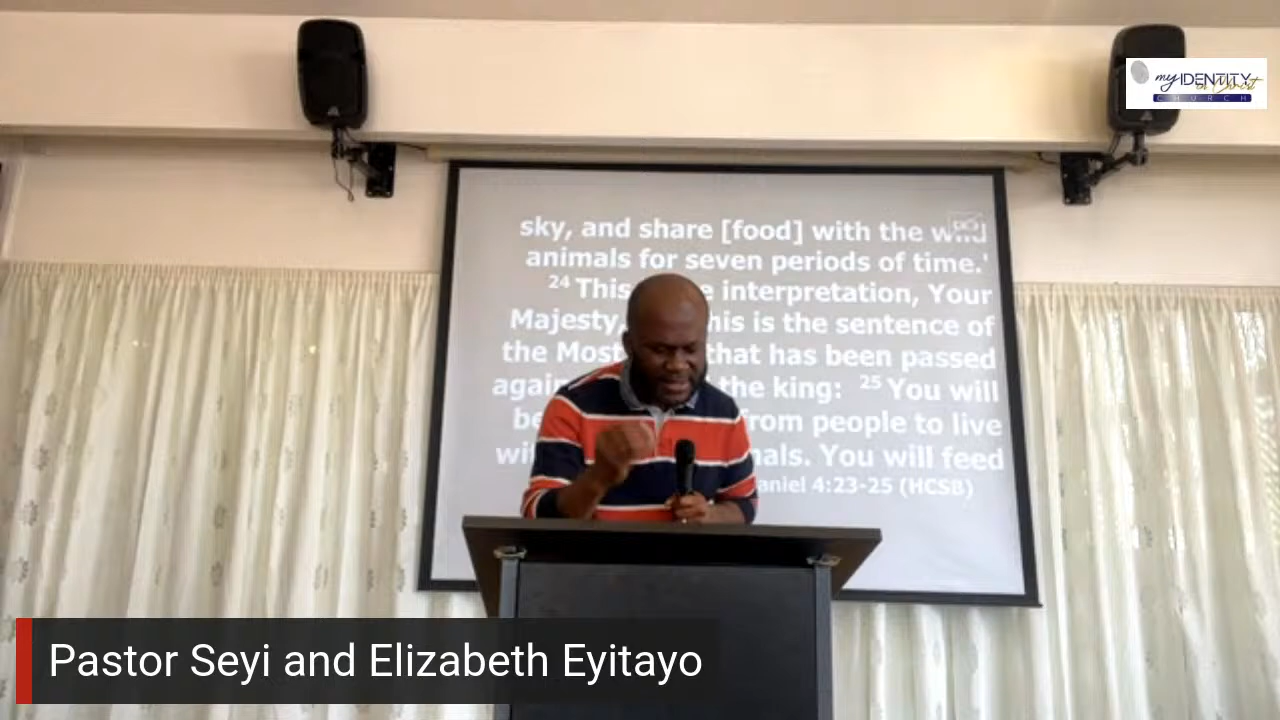 my IDENTITY
in Christ
CHURCH
sky, and share [food] with the
animals for seven periods of time.'
24 This interpretation, Your
Majesty, this is the sentence of
the Most that has been passed
the king: 25 You will
from people to live
You will feed
4:23-25 (HCSB)
Pastor Seyi and Elizabeth Eyitayo